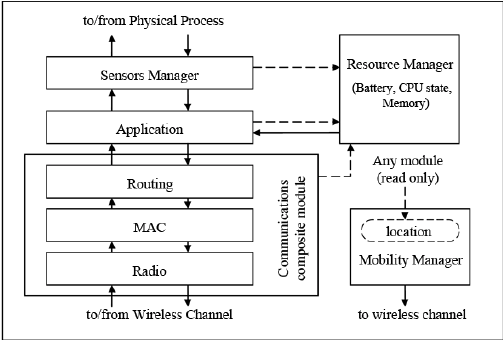 to/from Physical Process
Sensors Manager
Application
Routing
MAC
Radio
Communications
composite module
to/from Wireless Channel
Resource Manager
(Battery, CPU state,
Memory)
Any module
(read only)
location
Mobility Manager
to wireless channel